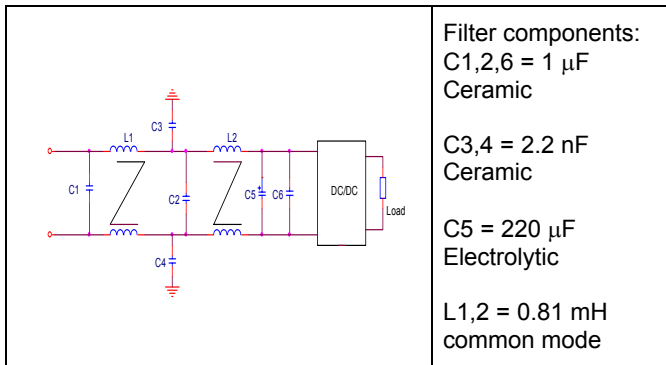 C3
L1
L2
C1
C2
C5
+
C6
DC/DC
Load
C4
Filter components:
C1,2,6 = 1 μF
Ceramic
C3,4 = 2.2 nF
Ceramic
C5 = 220 μF
Electrolytic
L1,2 = 0.81 mH
common mode